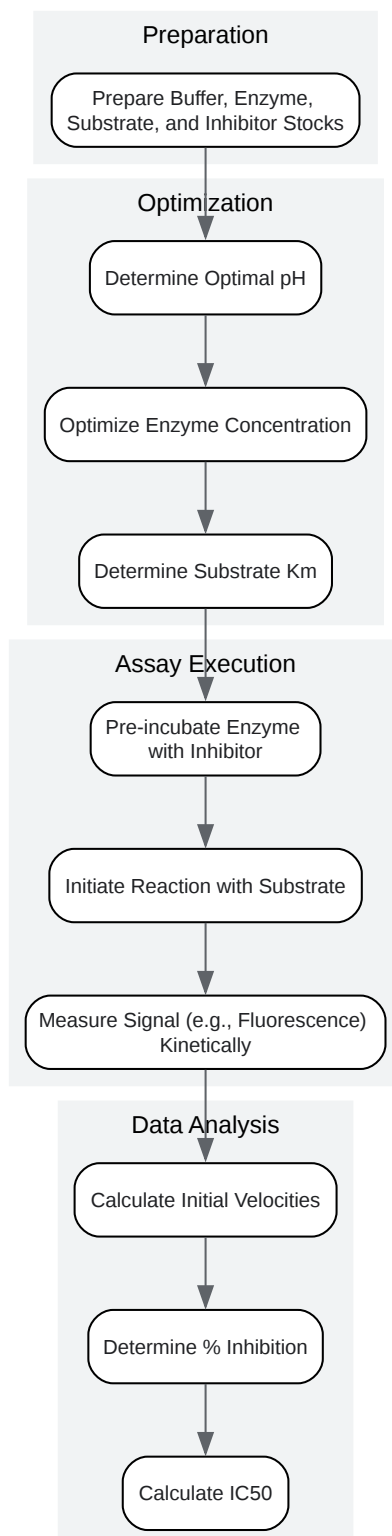 Preparation
Prepare Buffer, Enzyme,
Substrate, and Inhibitor Stocks
Optimization
Determine Optimal pH
Optimize Enzyme Concentration
Determine Substrate Km
Assay Execution
Pre-incubate Enzyme
with Inhibitor
Initiate Reaction with Substrate
Measure Signal (e.g., Fluorescence)
Kinetically
Data Analysis
Calculate Initial Velocities
Determine % Inhibition
Calculate IC50